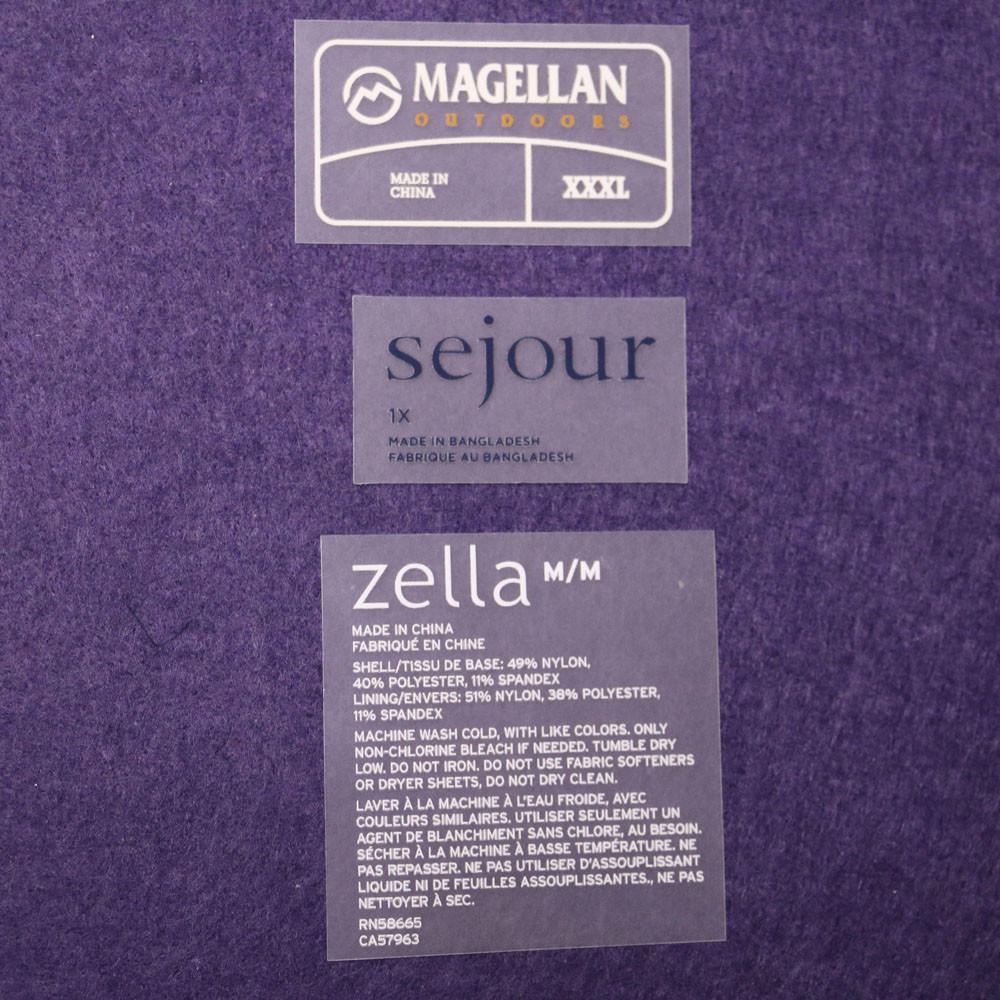 MAGELLAN
OUTDOORS
MADE IN
CHINA
XXXL
sejour
1X
MADE IN BANGLADESH
FABRIQUE AU BANGLADESH
zella M/M
MADE IN CHINA
FABRIQUÉ EN CHINE
SHELL/TISSU DE BASE: 49% NYLON,
40% POLYESTER, 11% SPANDEX
LINING/ENVERS: 51% NYLON, 38% POLYESTER,
11% SPANDEX
MACHINE WASH COLD, WITH LIKE COLORS. ONLY
NON-CHLORINE BLEACH IF NEEDED. TUMBLE DRY
LOW. DO NOT IRON. DO NOT USE FABRIC SOFTENERS
OR DRYER SHEETS, DO NOT DRY CLEAN.
LAVER À LA MACHINE À L'EAU FROIDE, AVEC
COULEURS SIMILAIRES. UTILISER SEULEMENT UN
AGENT DE BLANCHIMENT SANS CHLORE, AU BESOIN.
SÉCHER À LA MACHINE À BASSE TEMPÉRATURE. NE
PAS REPASSER. NE PAS UTILISER D'ASSOUPLISSANT
LIQUIDE NI DE FEUILLES ASSOUPLISSANTES., NE PAS
NETTOYER À SEC.
RN58665
CA57963